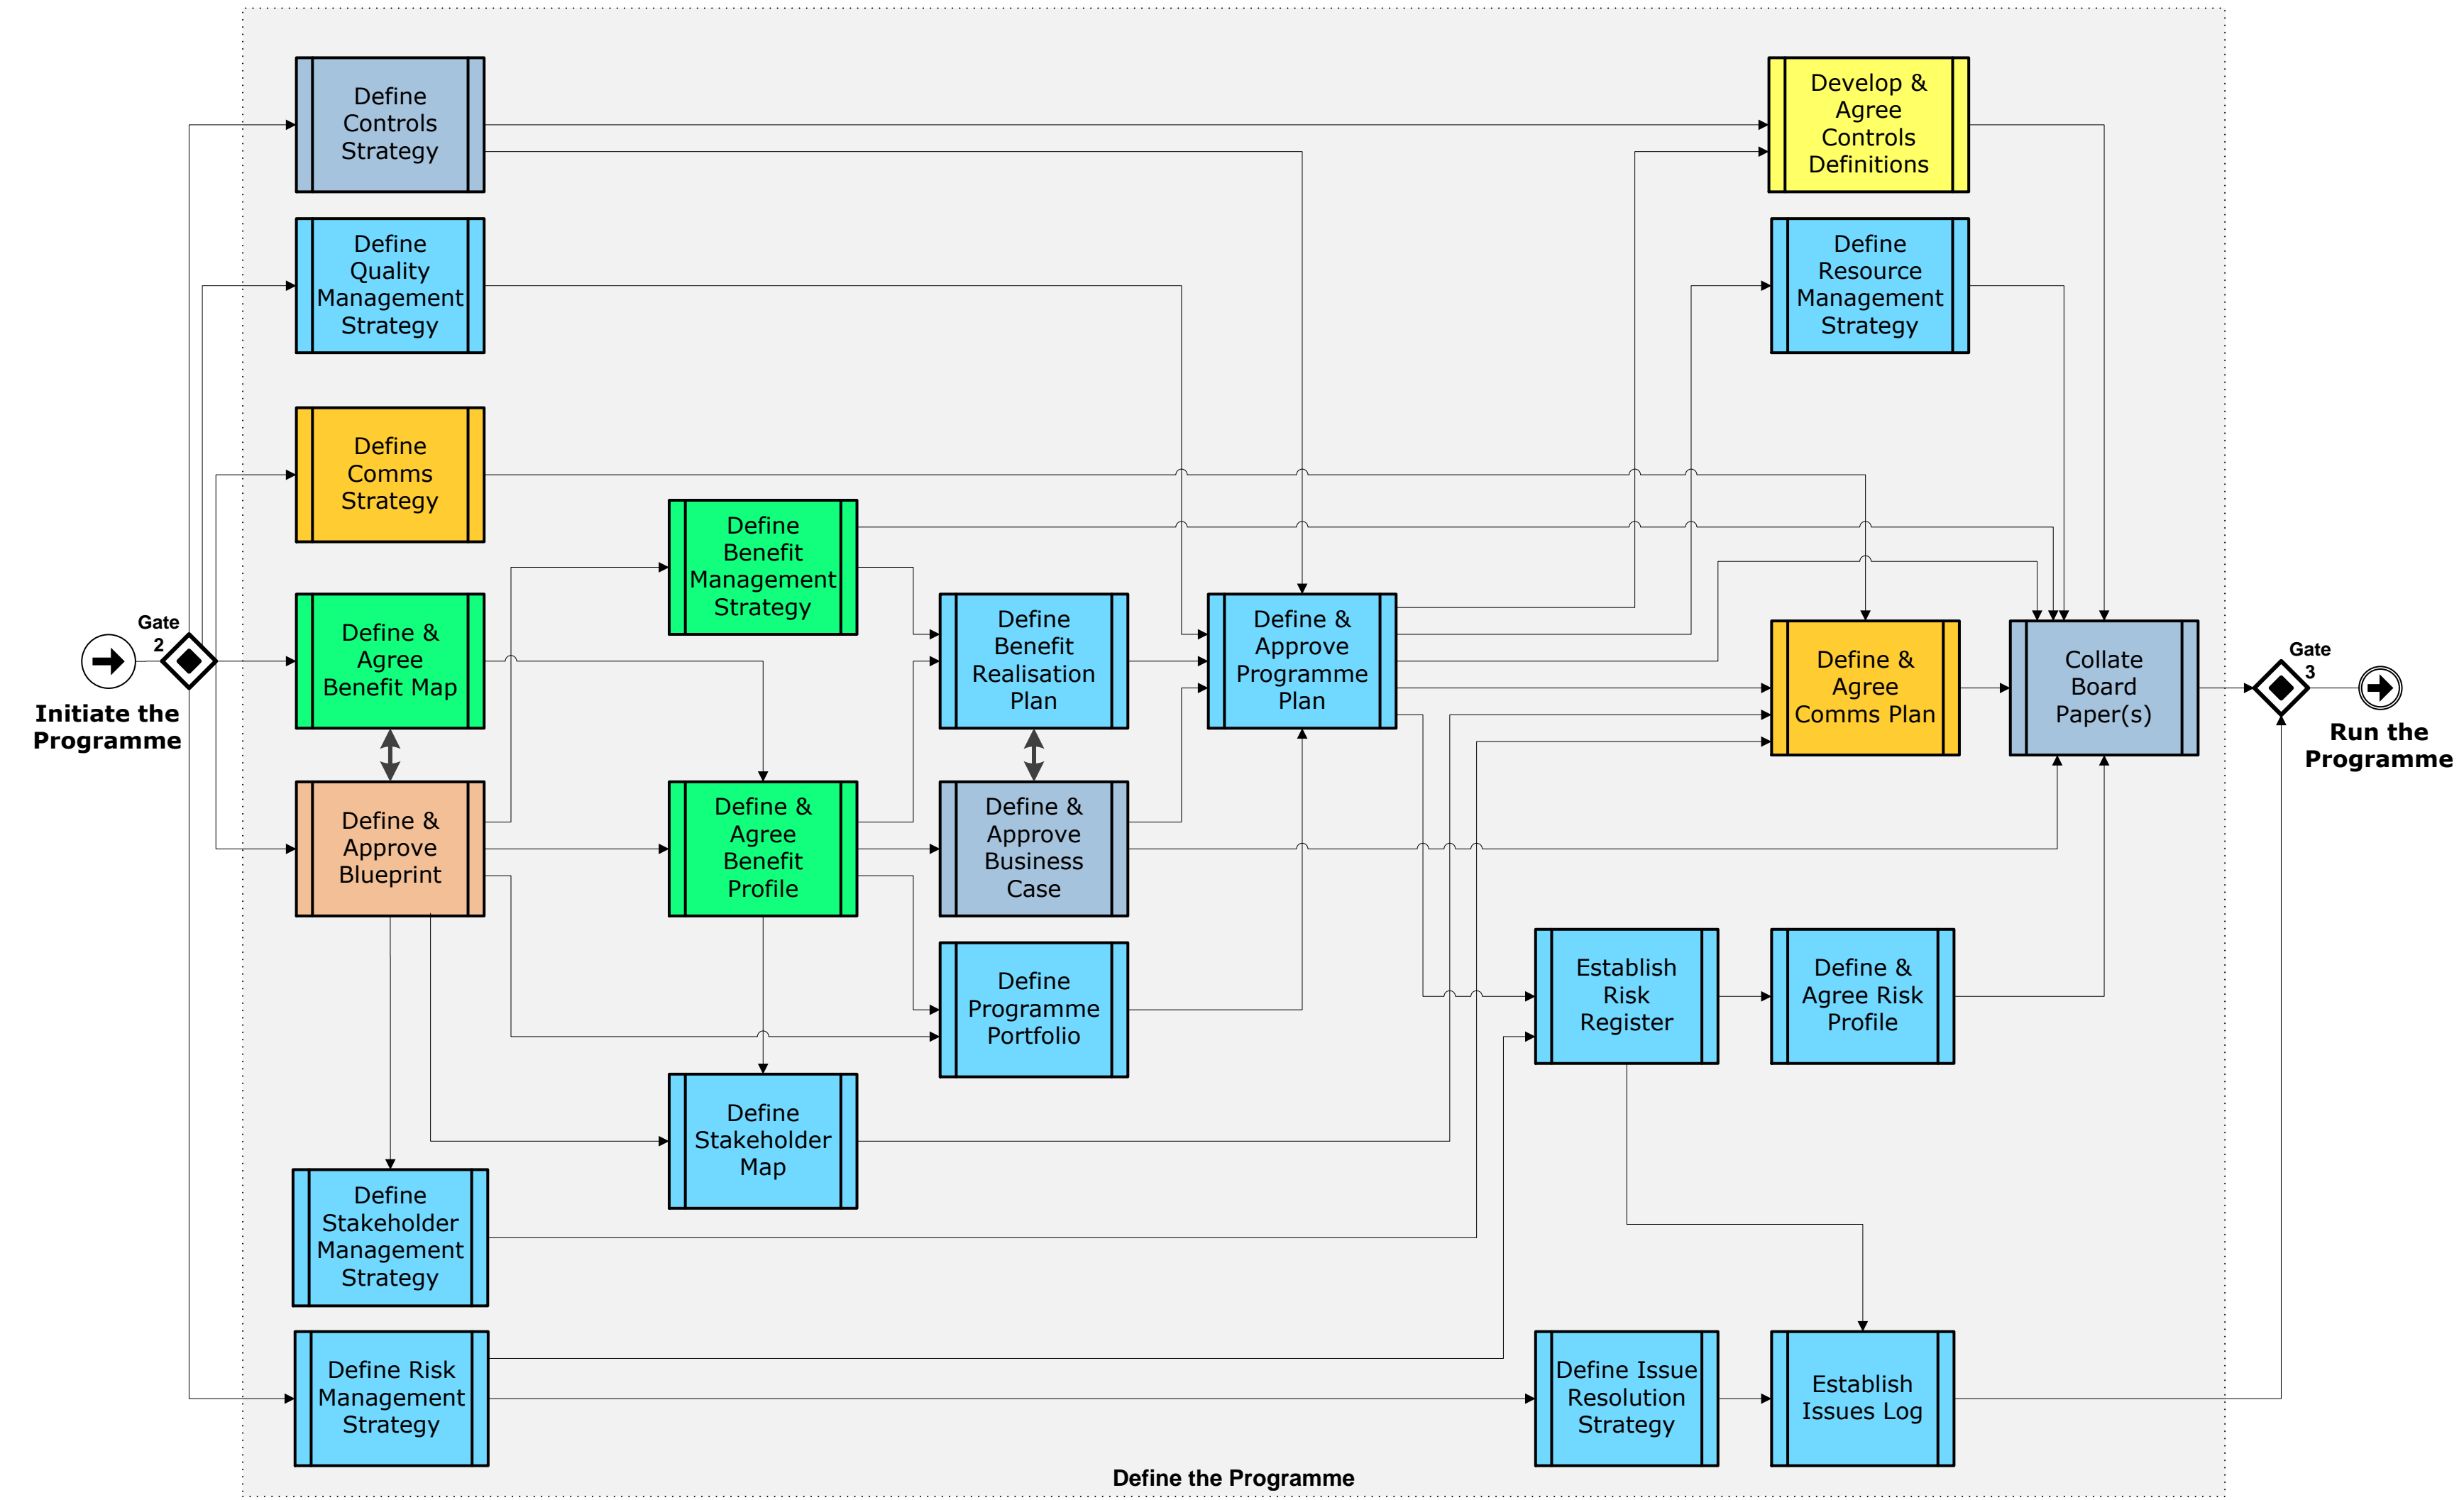 Define
Controls
Strategy
Develop &
Agree
Controls
Definitions
Define
Quality
Management
Strategy
Define
Resource
Management
Strategy
Define
Comms
Strategy
Define
Benefit
Management
Strategy
Gate
2
Initiate the
Programme
Define &
Agree
Benefit Map
Define
Benefit
Realisation
Plan
Define &
Approve
Programme
Plan
Define &
Agree
Comms Plan
Collate
Board
Paper(s)
Gate
3
Run the
Programme
Define &
Approve
Blueprint
Define &
Agree
Benefit
Profile
Define &
Approve
Business
Case
Define
Programme
Portfolio
Establish
Risk
Register
Define &
Agree Risk
Profile
Define
Stakeholder
Map
Define
Stakeholder
Management
Strategy
Define Risk
Management
Strategy
Define Issue
Resolution
Strategy
Establish
Issues Log
Define the Programme